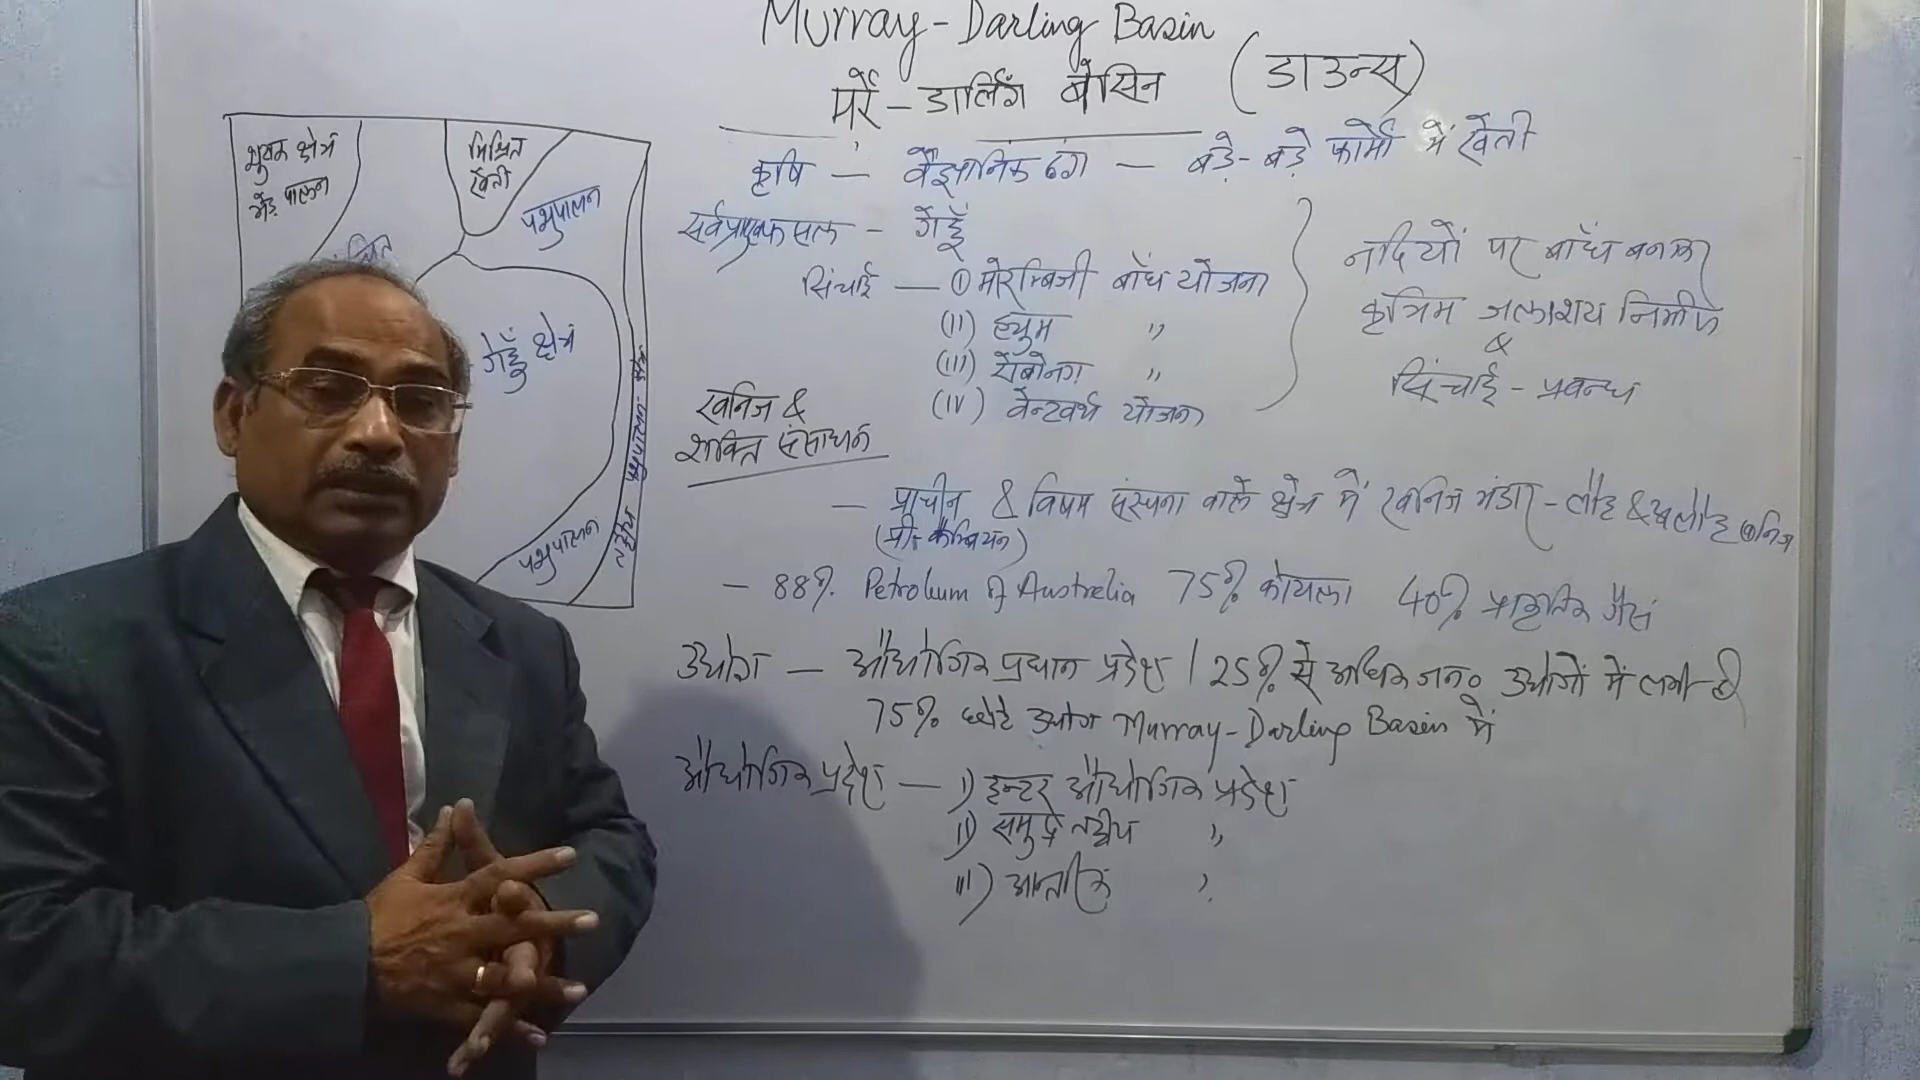 Murray-Darling Basin
मर्रे-डार्लिंग बेसिन (डाउन्स)
कृषि — वैज्ञानिक ढंग — बड़े-बड़े फार्मों में खेती
सर्वप्रमुख फसल - गेहूँ
सिंचाई — (i) मोरम्बिजी बाँध योजना
(ii) ह्यूम "
(iii) येंबोनगा "
(iv) वेन्टवर्थ योजना
नदियों पर बाँध बनाकर
कृत्रिम जलाशय निर्माण
&
सिंचाई - प्रबन्ध
खनिज &
शक्ति संसाधन
— प्राचीन & विषम संरचना वाले क्षेत्र में खनिज भंडार - लौह & अलौह खनिज
(प्री-कैम्ब्रियन)
— 88% Petroleum of Australia 75% कोयला 40% प्राकृतिक गैस
उद्योग — औद्योगिक प्रधान प्रदेश / 25% से अधिक जन० उद्योगों में लगी है
75% छोटे उद्योग Murray-Darling Basin में
औद्योगिक प्रदेश — i) हन्टर औद्योगिक प्रदेश
ii) समुद्र तटीय "
iii) आन्तरिक "
शुष्क क्षेत्र
भेड़ पालन
मिश्रित
खेती
पशुपालन
गेहूँ क्षेत्र
पशुपालन
तटीय